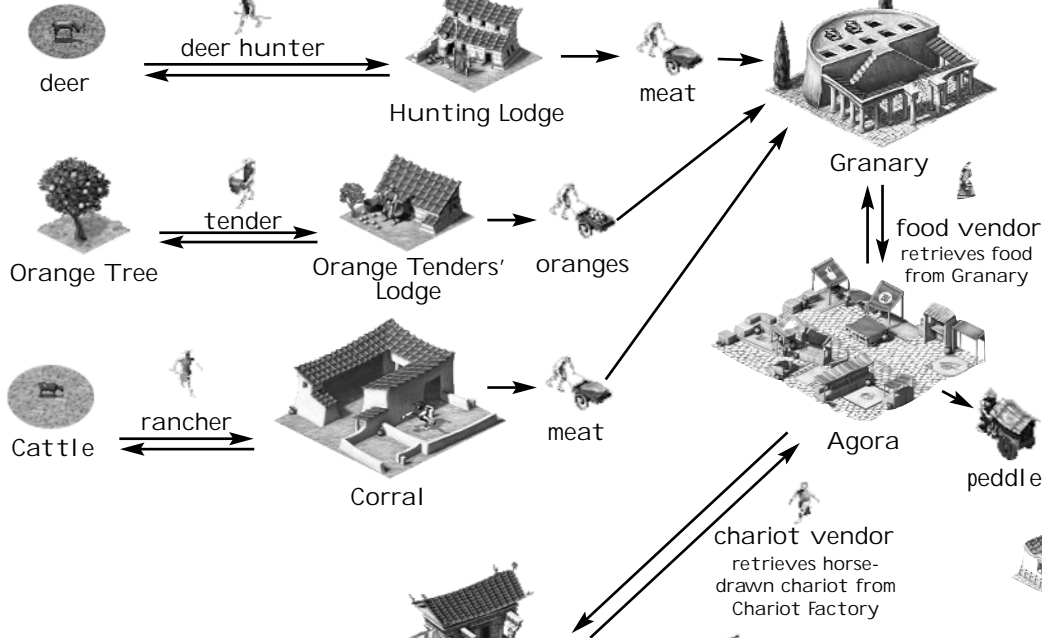 deer
deer hunter
Hunting Lodge
meat
Granary
Orange Tree
tender
Orange Tenders'
Lodge
oranges
food vendor
retrieves food
from Granary
Cattle
rancher
Corral
meat
Agora
peddle
chariot vendor
retrieves horse-
drawn chariot from
Chariot Factory